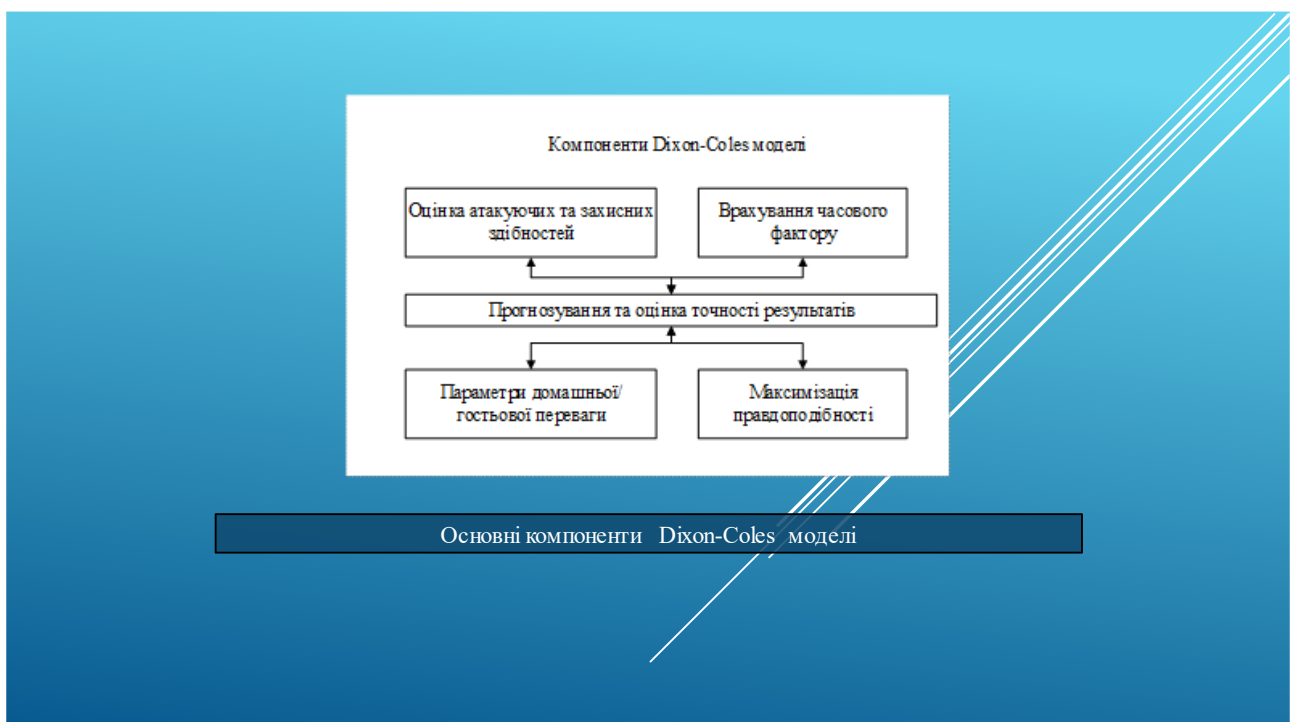 Компоненти Dixon-Coles моделі
Оцінка атакуючих та захисних
здібностей
Врахування часового
фактору
Прогнозування та оцінка точності результатів
Параметри домашньої/
гостьової переваги
Максимізація
правдоподібності
Основні компоненти Dixon-Coles моделі